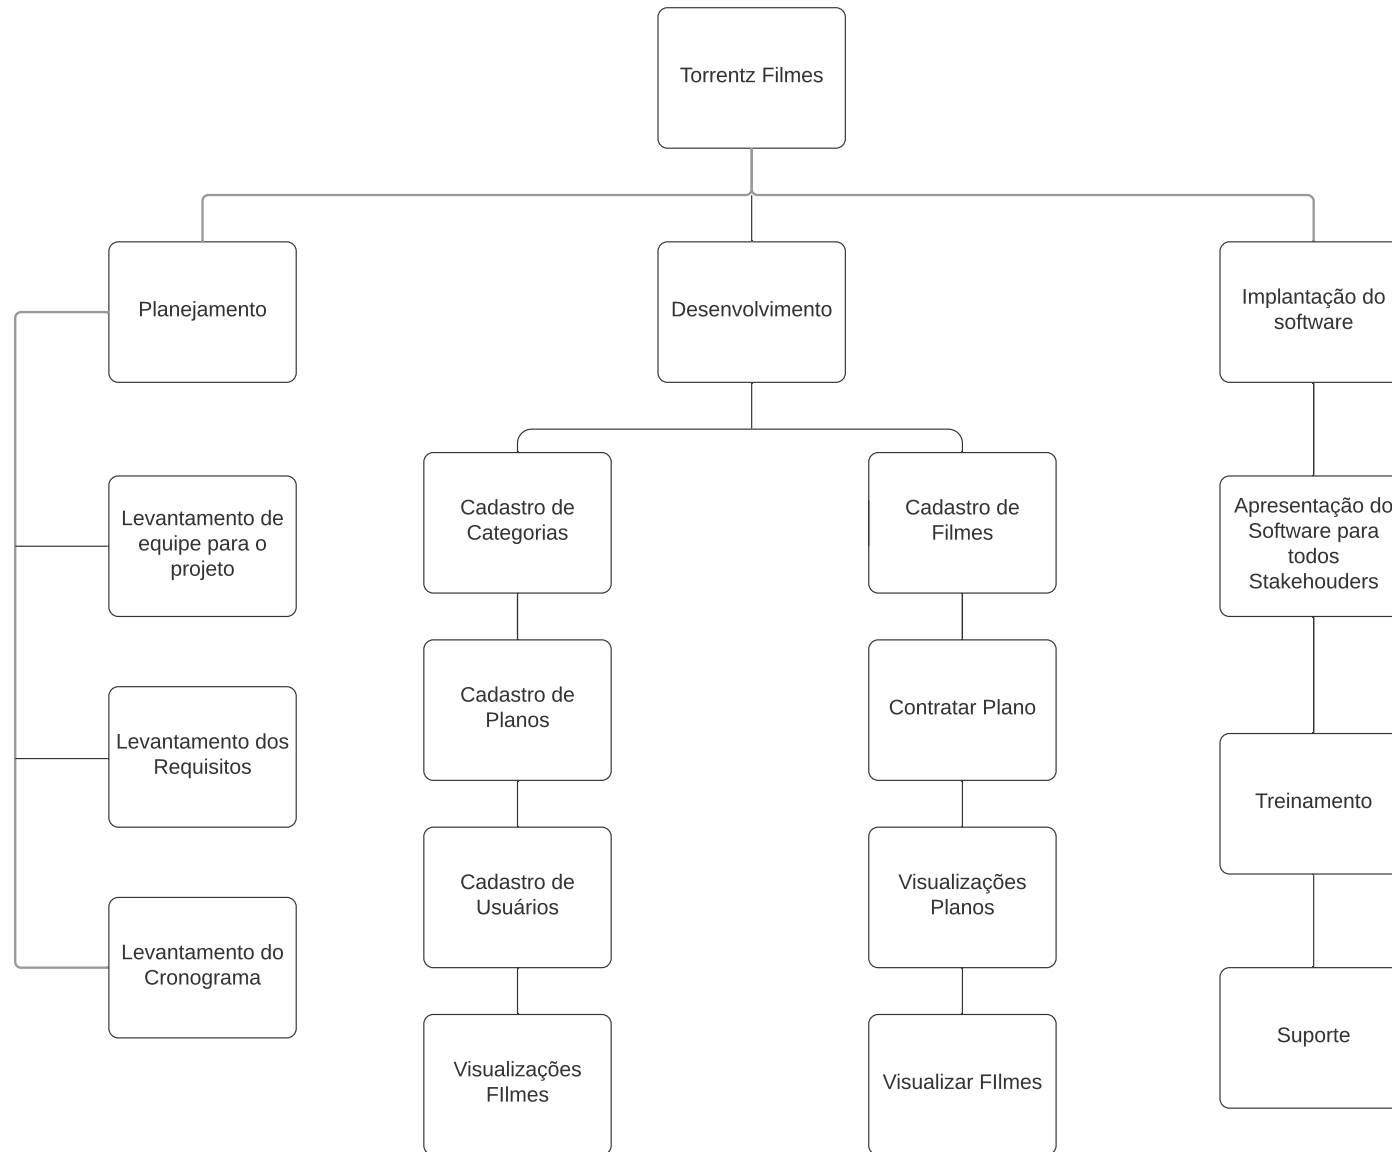 Torrentz Filmes
Planejamento
Desenvolvimento
Implantação do
software
Levantamento de
equipe para o
projeto
Levantamento dos
Requisitos
Levantamento do
Cronograma
Cadastro de
Categorias
Cadastro de
Planos
Cadastro de
Usuários
Visualizações
FIlmes
Cadastro de
Filmes
Contratar Plano
Visualizações
Planos
Visualizar FIlmes
Apresentação do
Software para
todos
Stakehouders
Treinamento
Suporte